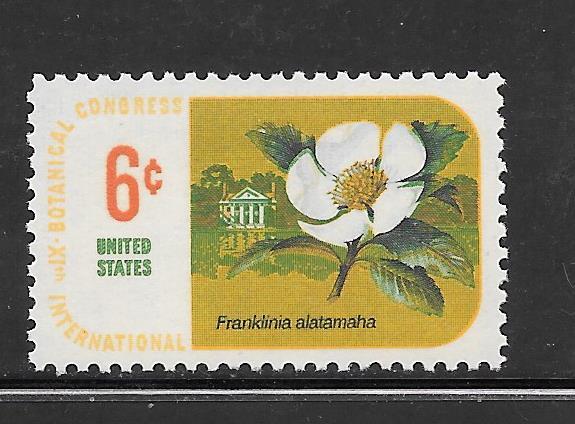 XI INTERNATIONAL BOTANICAL CONGRESS
6¢
UNITED
STATES
Franklinia alatamaha